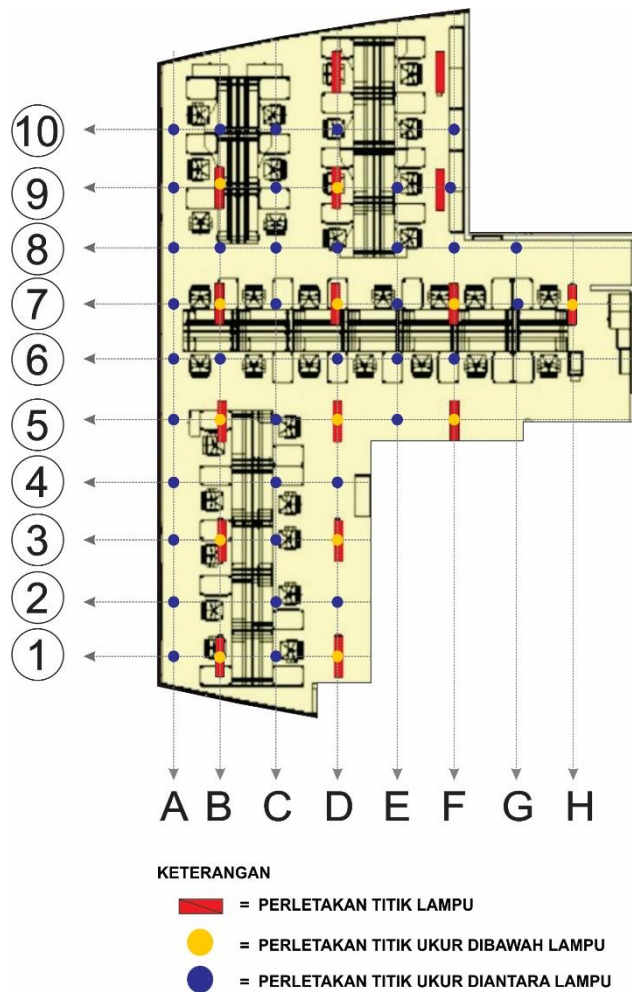 10
9
8
7
6
5
4
3
2
1
A B C D E F G H
KETERANGAN
= PERLETAKAN TITIK LAMPU
= PERLETAKAN TITIK UKUR DIBAWAH LAMPU
= PERLETAKAN TITIK UKUR DIANTARA LAMPU